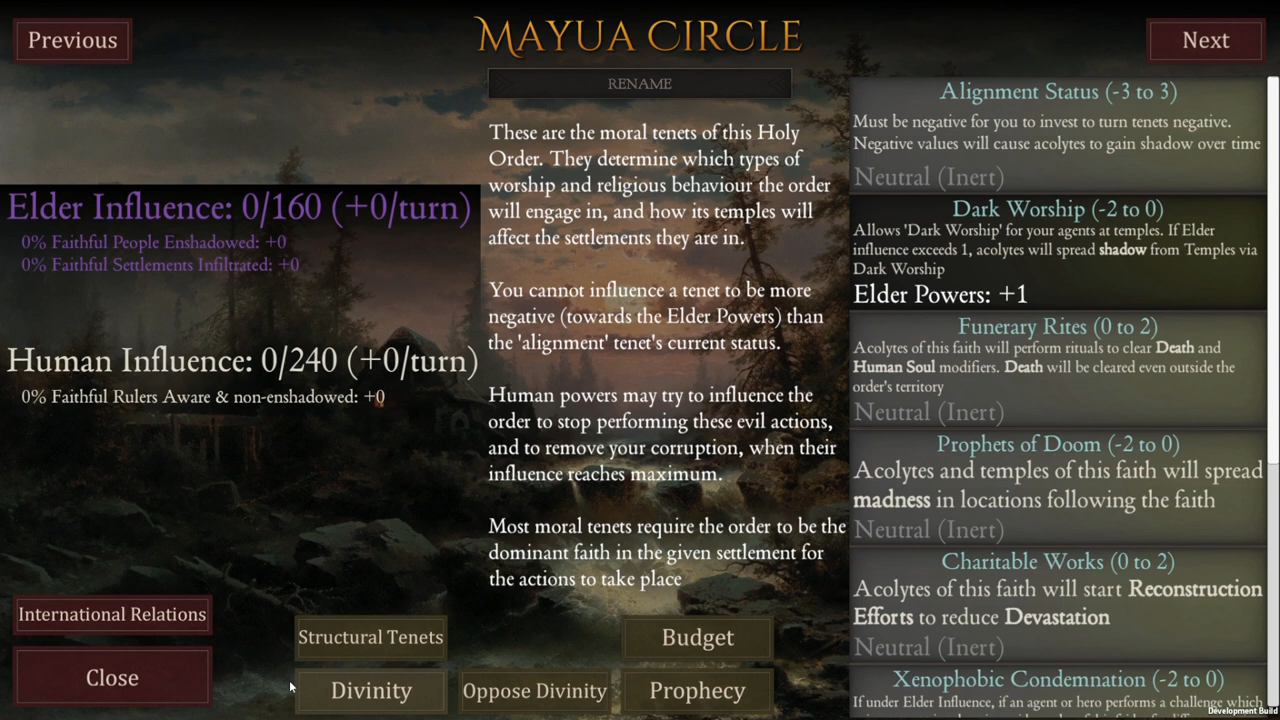 Previous
MAYUA CIRCLE
Next
RENAME
Elder Influence: 0/160 (+0/turn)
0% Faithful People Enshadowed: +0
0% Faithful Settlements Infiltrated: +0
Human Influence: 0/240 (+0/turn)
0% Faithful Rulers Aware & non-enshadowed: +0
These are the moral tenets of this Holy
Order. They determine which types of
worship and religious behaviour the order
will engage in, and how its temples will
affect the settlements they are in.
You cannot influence a tenet to be more
negative (towards the Elder Powers) than
the 'alignment' tenet's current status.
Human powers may try to influence the
order to stop performing these evil actions,
and to remove your corruption, when their
influence reaches maximum.
Most moral tenets require the order to be the
dominant faith in the given settlement for
the actions to take place
Alignment Status (-3 to 3)
Must be negative for you to invest to turn tenets negative.
Negative values will cause acolytes to gain shadow over time
Neutral (Inert)
Dark Worship (-2 to 0)
Allows 'Dark Worship' for your agents at temples. If Elder
influence exceeds 1, acolytes will spread shadow from Temples via
Dark Worship
Elder Powers: +1
Funerary Rites (0 to 2)
Acolytes of this faith will perform rituals to clear Death and
Human Soul modifiers. Death will be cleared even outside the
order's territory
Neutral (Inert)
Prophets of Doom (-2 to 0)
Acolytes and temples of this faith will spread
madness in locations following the faith
Neutral (Inert)
Charitable Works (0 to 2)
Acolytes of this faith will start Reconstruction
Efforts to reduce Devastation
Neutral (Inert)
Xenophobic Condemnation (-2 to 0)
If under Elder Influence, if an agent or hero performs a challenge which
International Relations
Close
Structural Tenets
Budget
Divinity
Oppose Divinity
Prophecy
Development Build